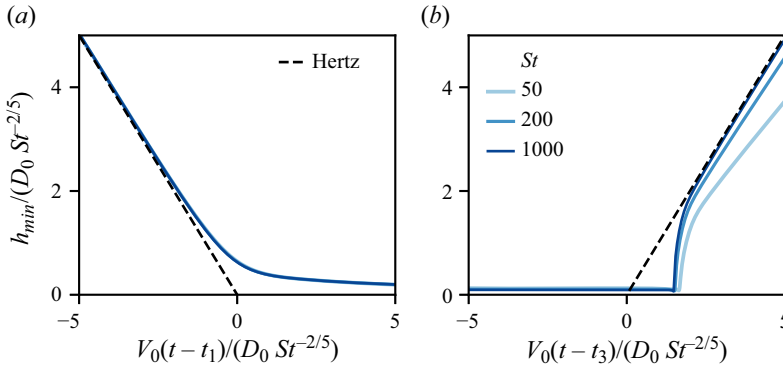 (a)
(b)
4
2
0
−5
0
5
h_min/(D_0 St^{−2/5})
V_0(t − t_1)/(D_0 St^{−2/5})
Hertz
4
2
0
−5
0
5
V_0(t − t_3)/(D_0 St^{−2/5})
St
50
200
1000